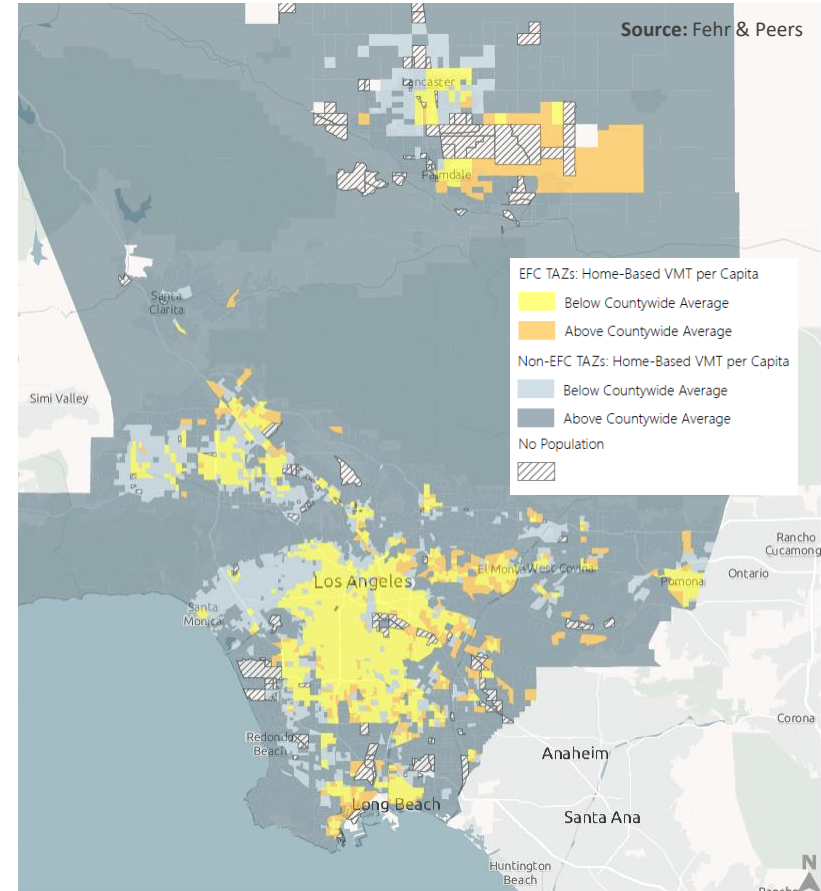 Source: Fehr & Peers
Lancaster
Palmdale
EFC TAZs: Home-Based VMT per Capita
Below Countywide Average
Above Countywide Average
Non-EFC TAZs: Home-Based VMT per Capita
Below Countywide Average
Above Countywide Average
No Population
Santa
Clarita
Simi Valley
Rancho
Cucamong
Ontario
El Monte
West Covina
Pomona
Los Angeles
Santa
Monica
Redondo
Beach
Corona
Anaheim
Long Beach
Santa Ana
Huntington
Beach
N